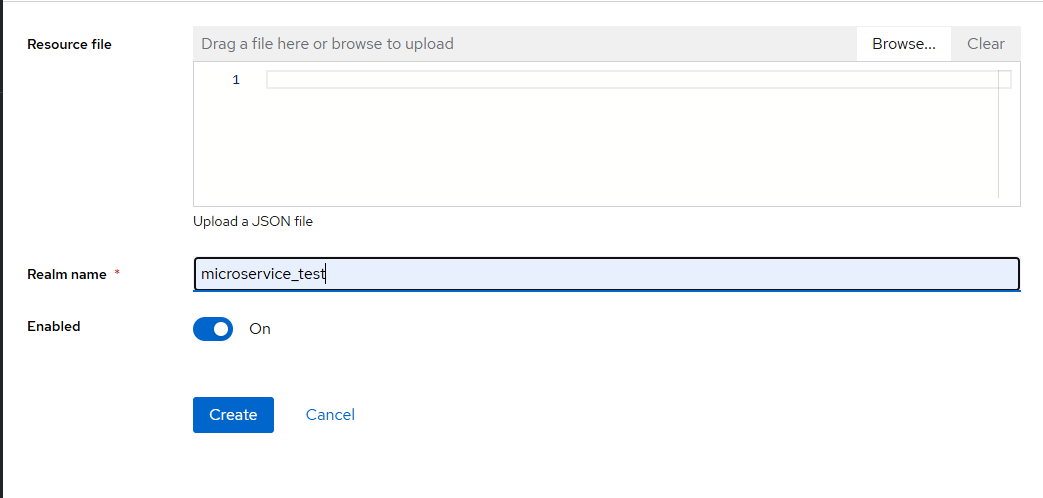 Resource file
Drag a file here or browse to upload
Browse...
Clear
1
Upload a JSON file
Realm name *
microservice_test
Enabled
On
Create
Cancel